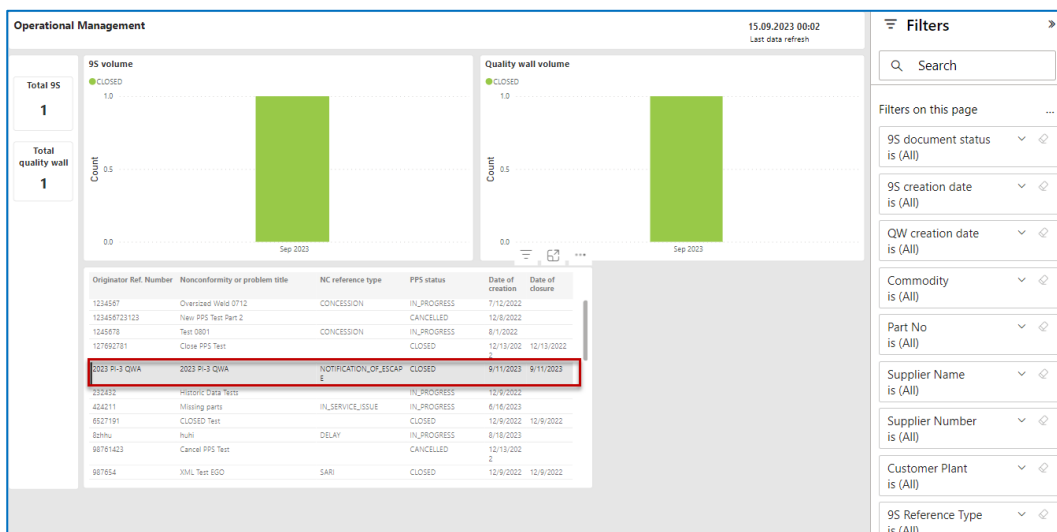 Operational Management
15.09.2023 00:02
Last data refresh
Total 9S
1
Total
quality wall
1
9S volume
CLOSED
1.0
0.5
0.0
Count
Sep 2023
Quality wall volume
CLOSED
1.0
0.5
0.0
Count
Sep 2023
...
Originator Ref. Number Nonconformity or problem title NC reference type PPS status Date of creation Date of closure
1234567 Oversized Weld 0712 CONCESSION IN_PROGRESS 7/12/2022
123456723123 New PPS Test Part 2 CANCELLED 12/8/2022
1245678 Test 0801 CONCESSION IN_PROGRESS 8/1/2022
127692781 Close PPS Test CLOSED 12/13/202 12/13/2022
2
2023 PI-3 QWA 2023 PI-3 QWA NOTIFICATION_OF_ESCAP CLOSED 9/11/2023 9/11/2023
E
232432 Historic Data Tests IN_PROGRESS 12/9/2022
424211 Missing parts IN_SERVICE_ISSUE IN_PROGRESS 6/16/2023
6527191 CLOSED Test CLOSED 12/9/2022 12/9/2022
8zhhu huhi DELAY IN_PROGRESS 8/18/2023
98761423 Cancel PPS Test CANCELLED 12/13/202
2
987654 XML Test EGO SARI CLOSED 12/9/2022 12/9/2022
Filters
Search
Filters on this page ...
9S document status
is (All)
9S creation date
is (All)
QW creation date
is (All)
Commodity
is (All)
Part No
is (All)
Supplier Name
is (All)
Supplier Number
is (All)
Customer Plant
is (All)
9S Reference Type
is (All)